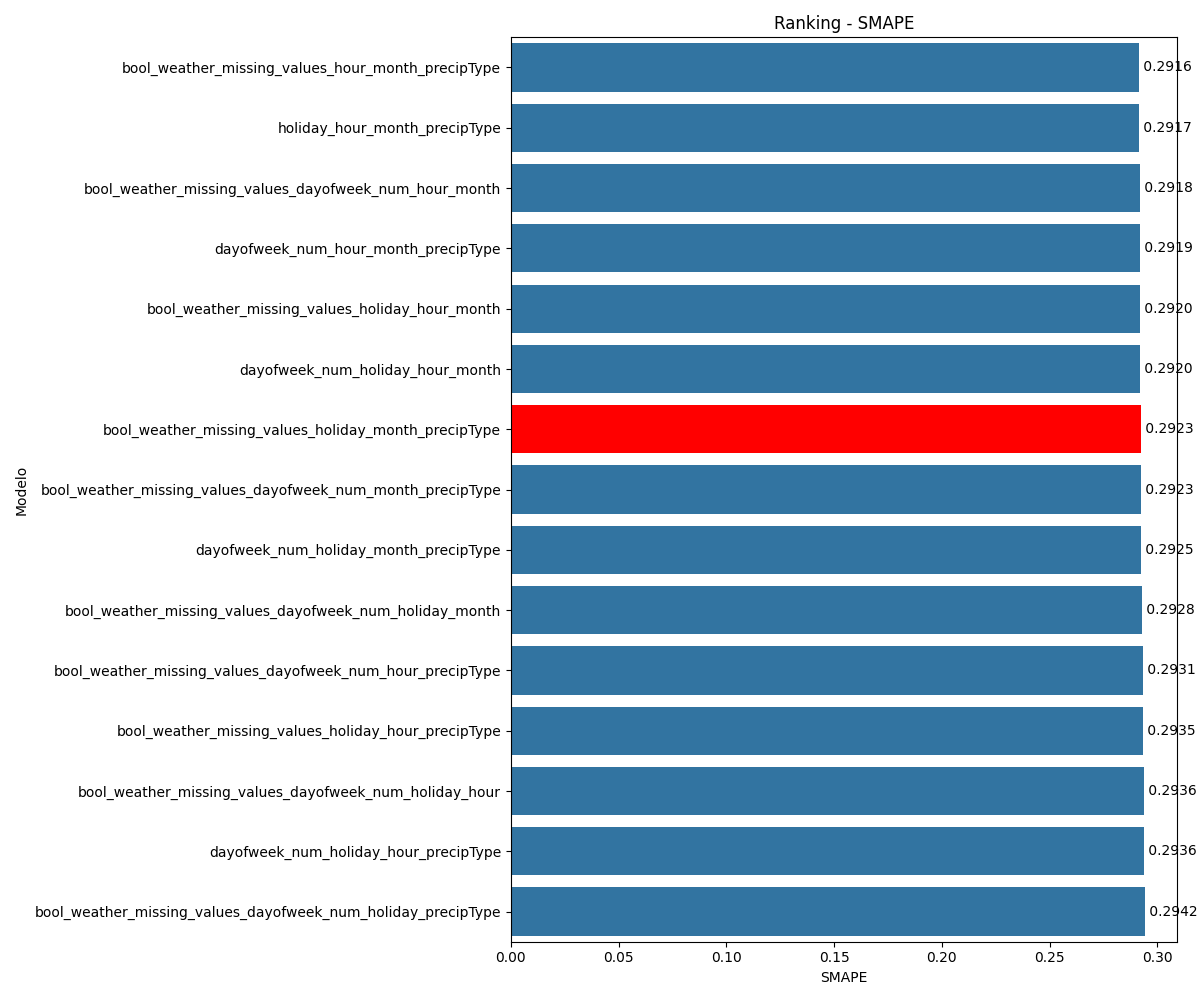 Ranking - SMAPE
bool_weather_missing_values_hour_month_precipType 0.2916
holiday_hour_month_precipType 0.2917
bool_weather_missing_values_dayofweek_num_hour_month 0.2918
dayofweek_num_hour_month_precipType 0.2919
bool_weather_missing_values_holiday_hour_month 0.2920
dayofweek_num_holiday_hour_month 0.2920
bool_weather_missing_values_holiday_month_precipType 0.2923
Modelo
bool_weather_missing_values_dayofweek_num_month_precipType 0.2923
dayofweek_num_holiday_month_precipType 0.2925
bool_weather_missing_values_dayofweek_num_holiday_month 0.2928
bool_weather_missing_values_dayofweek_num_hour_precipType 0.2931
bool_weather_missing_values_holiday_hour_precipType 0.2935
bool_weather_missing_values_dayofweek_num_holiday_hour 0.2936
dayofweek_num_holiday_hour_precipType 0.2936
bool_weather_missing_values_dayofweek_num_holiday_precipType 0.2942
0.00 0.05 0.10 0.15 0.20 0.25 0.30
SMAPE